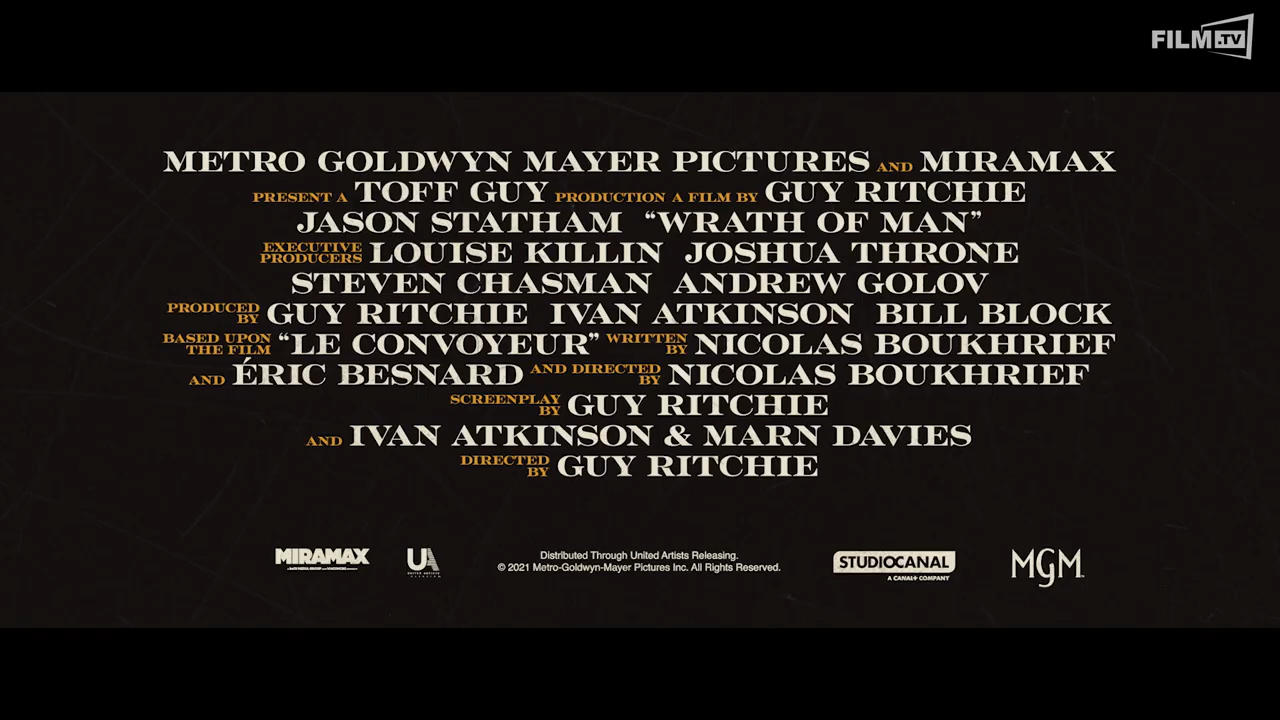 FILM.TV
METRO GOLDWYN MAYER PICTURES AND MIRAMAX
PRESENT A TOFF GUY PRODUCTION A FILM BY GUY RITCHIE
JASON STATHAM “WRATH OF MAN”
EXECUTIVE PRODUCERS LOUISE KILLIN JOSHUA THRONE
STEVEN CHASMAN ANDREW GOLOV
PRODUCED BY GUY RITCHIE IVAN ATKINSON BILL BLOCK
BASED UPON THE FILM “LE CONVOYEUR” WRITTEN BY NICOLAS BOUKHRIEF
AND ÉRIC BESNARD AND DIRECTED BY NICOLAS BOUKHRIEF
SCREENPLAY BY GUY RITCHIE
AND IVAN ATKINSON & MARN DAVIES
DIRECTED BY GUY RITCHIE
MIRAMAX
UA
Distributed Through United Artists Releasing.
© 2021 Metro-Goldwyn-Mayer Pictures Inc. All Rights Reserved.
STUDIOCANAL
A CANAL+ COMPANY
MGM